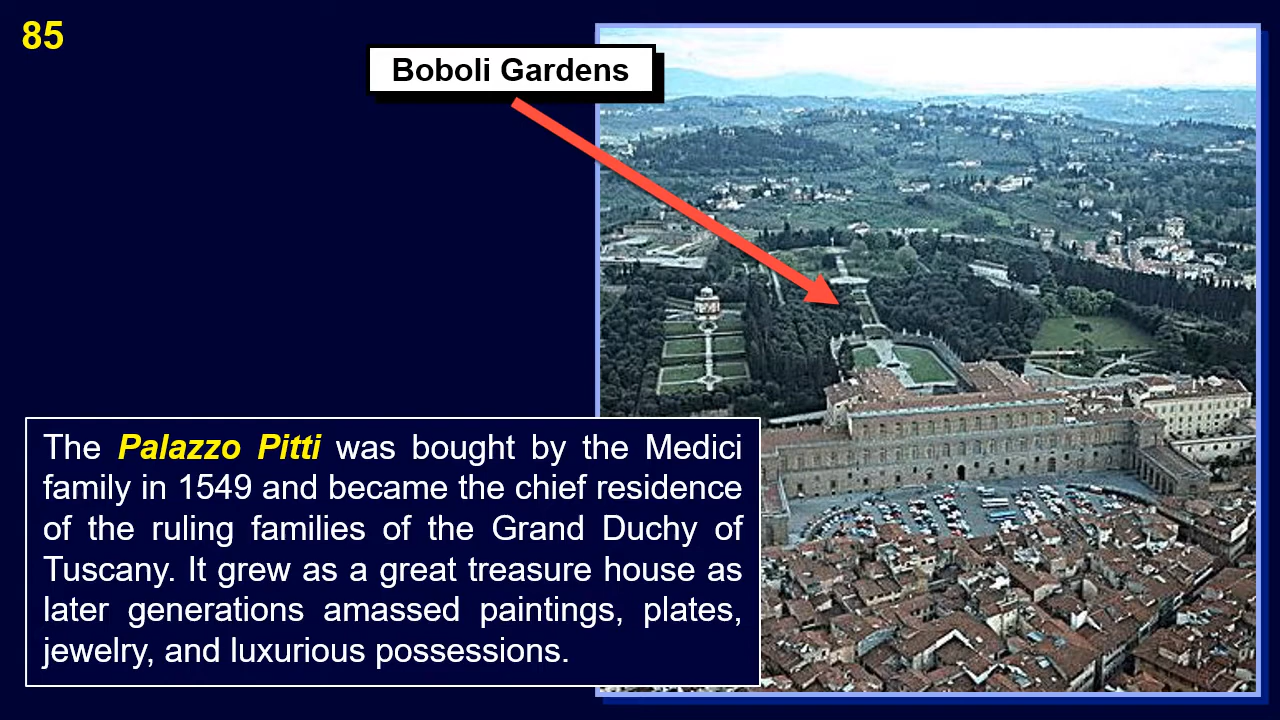 85
Boboli Gardens
The Palazzo Pitti was bought by the Medici
family in 1549 and became the chief residence
of the ruling families of the Grand Duchy of
Tuscany. It grew as a great treasure house as
later generations amassed paintings, plates,
jewelry, and luxurious possessions.